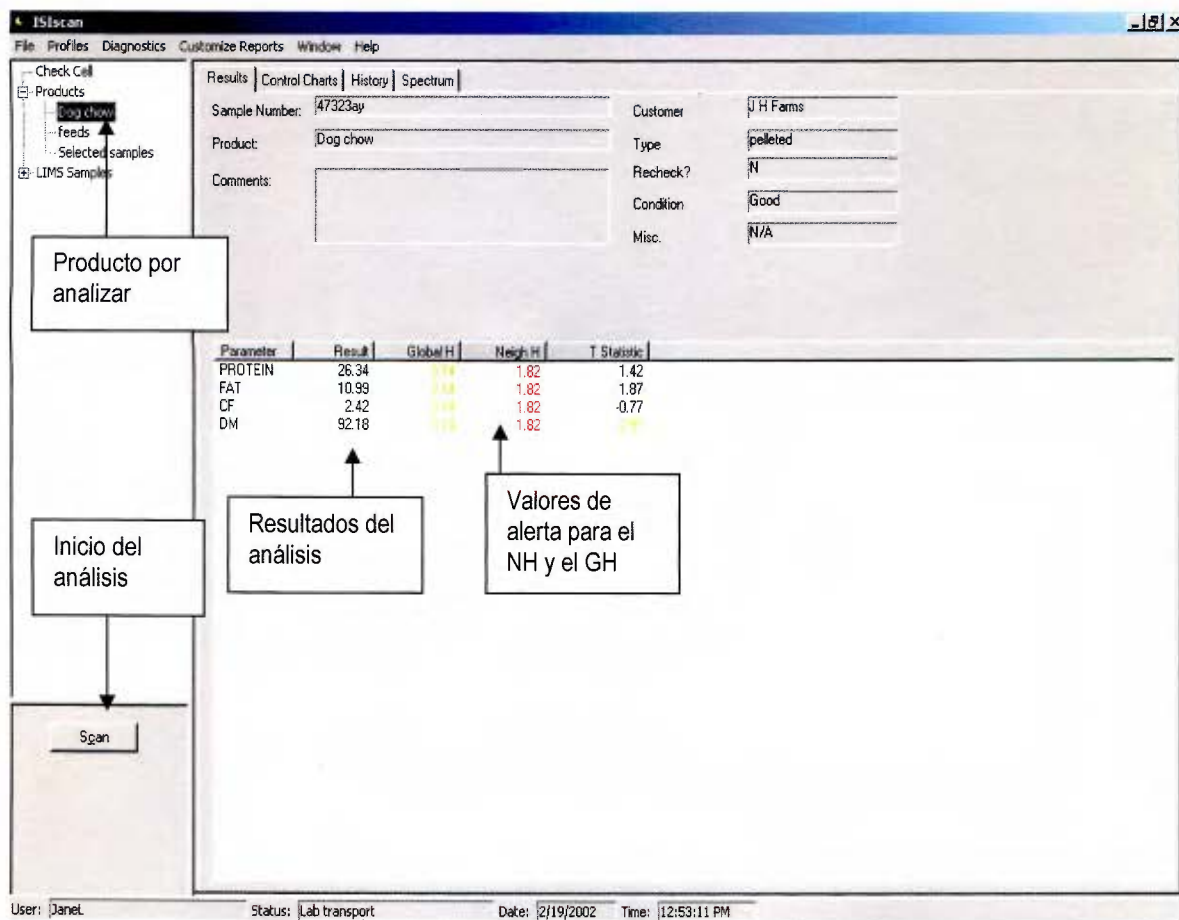 ISIscan
File Profiles Diagnostics Customize Reports Window Help
Check Cell
Products
Dog chow
feeds
Selected samples
LIMS Samples
Results Control Charts History Spectrum
Sample Number: 47323ay
Customer J H Farms
Product: Dog chow
Type pelleted
Recheck? N
Comments:
Condition Good
Misc. N/A
Producto por
analizar
Parameter Result Global H Neigh H T Statistic
PROTEIN 26.34 1.82 1.42
FAT 10.99 1.82 1.87
CF 2.42 1.82 -0.77
DM 92.18 1.82
Resultados del
análisis
Valores de
alerta para el
NH y el GH
Inicio del
análisis
Scan
User: JaneL Status: Lab transport Date: 2/19/2002 Time: 12:53:11 PM